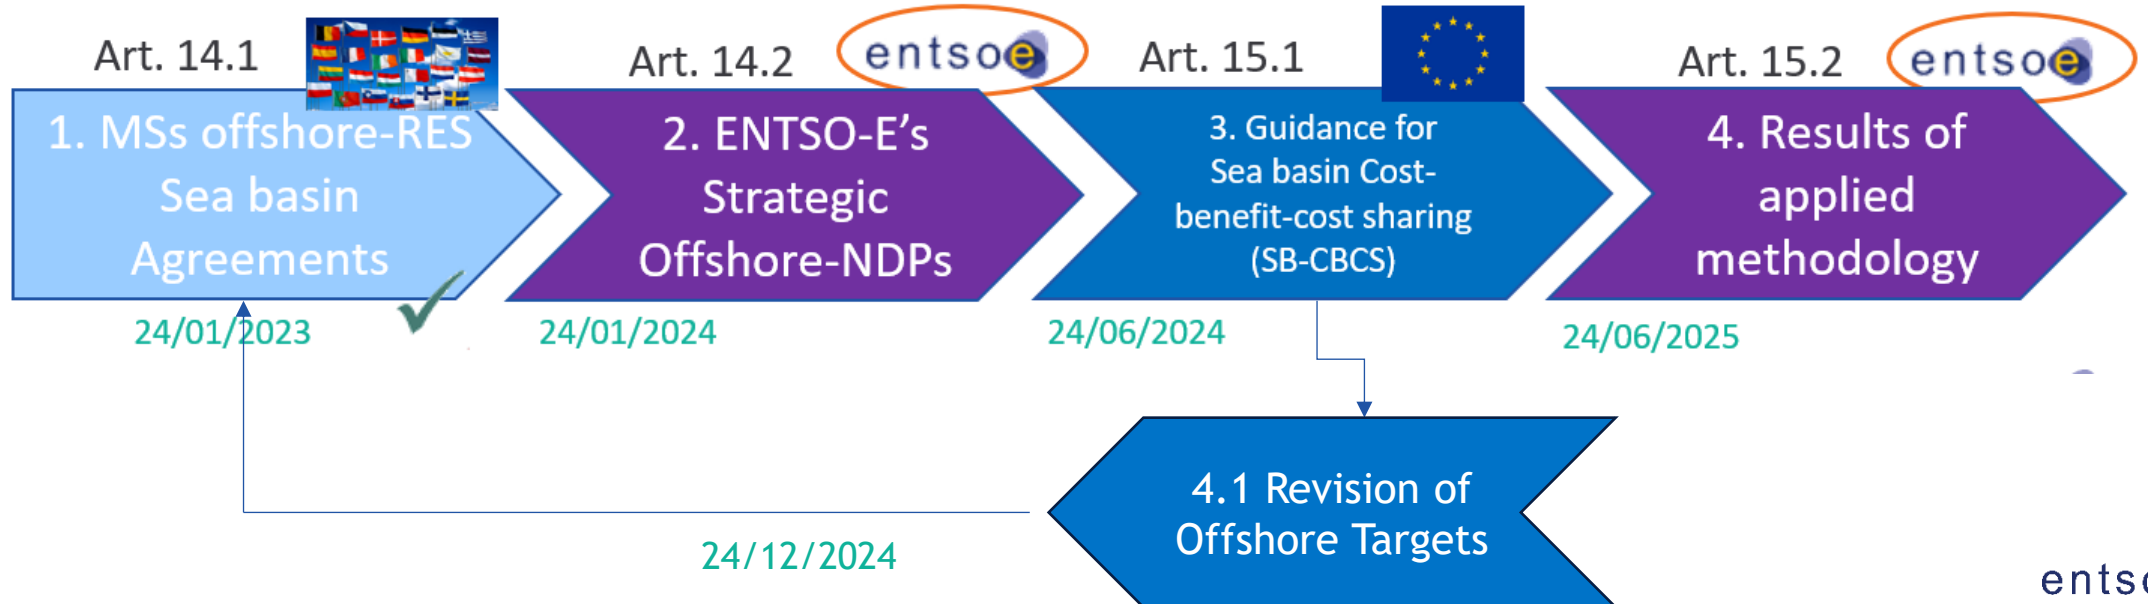 Art. 14.1
Art. 14.2
entsoe
Art. 15.1
Art. 15.2
entsoe
1. MSs offshore-RES
Sea basin
Agreements
2. ENTSO-E’s
Strategic
Offshore-NDPs
3. Guidance for
Sea basin Cost-
benefit-cost sharing
(SB-CBCS)
4. Results of
applied
methodology
24/01/2023
24/01/2024
24/06/2024
24/06/2025
4.1 Revision of
Offshore Targets
24/12/2024